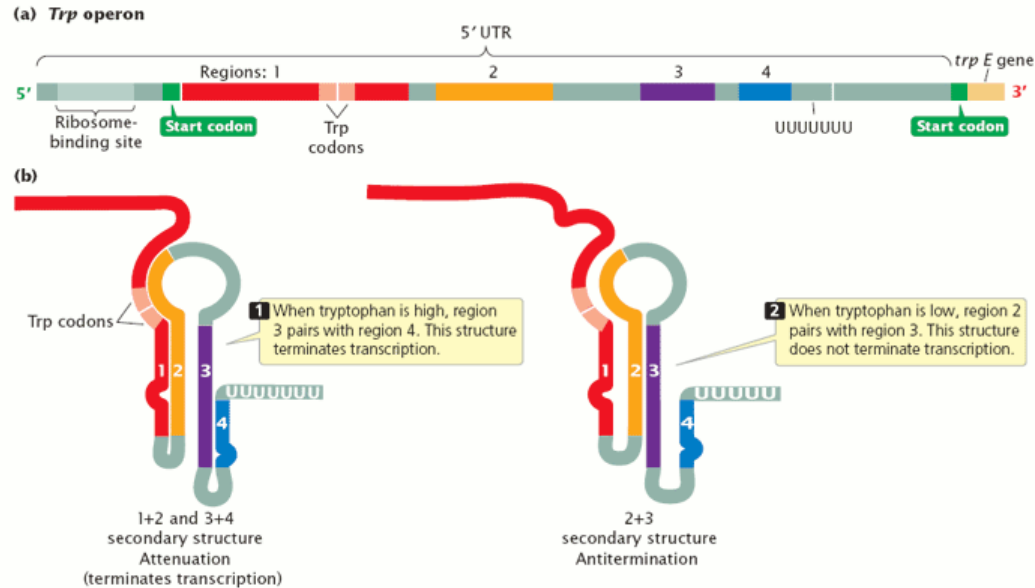 (a) Trp operon
5′ UTR
Regions: 1 2 3 4 trp E gene
5′ 3′
Ribosome-
binding site
Start codon
Trp
codons
UUUUUUU
Start codon
(b)
Trp codons
1 When tryptophan is high, region
3 pairs with region 4. This structure
terminates transcription.
1 2 3
UUUUUUU
4
1+2 and 3+4
secondary structure
Attenuation
(terminates transcription)
2 When tryptophan is low, region 2
pairs with region 3. This structure
does not terminate transcription.
1 2 3
UUUUU
4
2+3
secondary structure
Antitermination